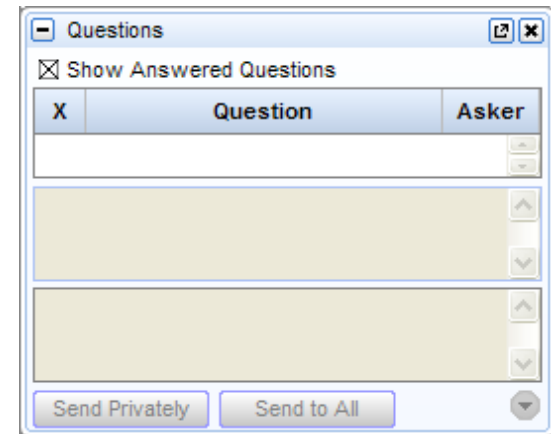 Questions
Show Answered Questions
X Question Asker
Send Privately Send to All